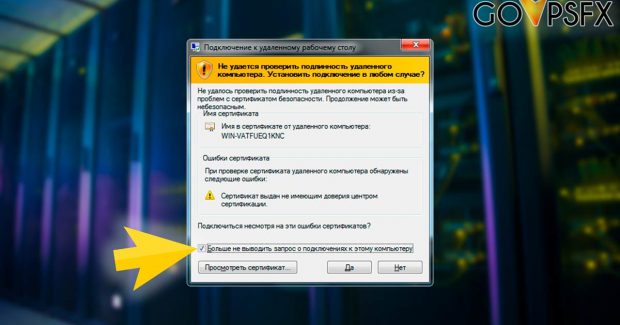 GOVPSFX
Подключение к удаленному рабочему столу
Не удается проверить подлинность удаленного
компьютера. Установить подключение в любом случае?
Не удалось проверить подлинность удаленного компьютера из-за
проблем с сертификатом безопасности. Продолжение может быть
небезопасным.
Имя сертификата
Имя в сертификате от удаленного компьютера:
WIN-VATFUEQ1KNC
Ошибки сертификата
При проверке сертификата удаленного компьютера обнаружены
следующие ошибки:
Сертификат выдан не имеющим доверия центром
сертификации.
Подключиться несмотря на эти ошибки сертификатов?
Больше не выводить запрос о подключениях к этому компьютеру
Просмотреть сертификат... Да Нет